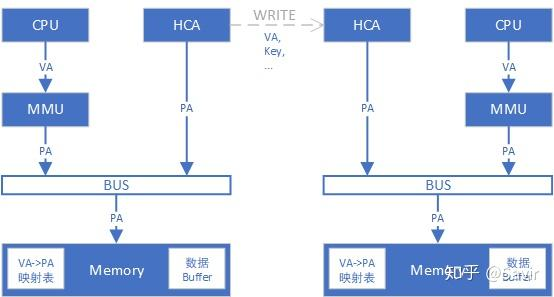 CPU
HCA
WRITE
HCA
CPU
VA,
Key,
...
VA
VA
MMU
PA
PA
MMU
PA
PA
BUS
BUS
PA
PA
VA->PA
映射表
Memory
数据
Buffer
VA->PA
映射表
数据
Buffer
知乎